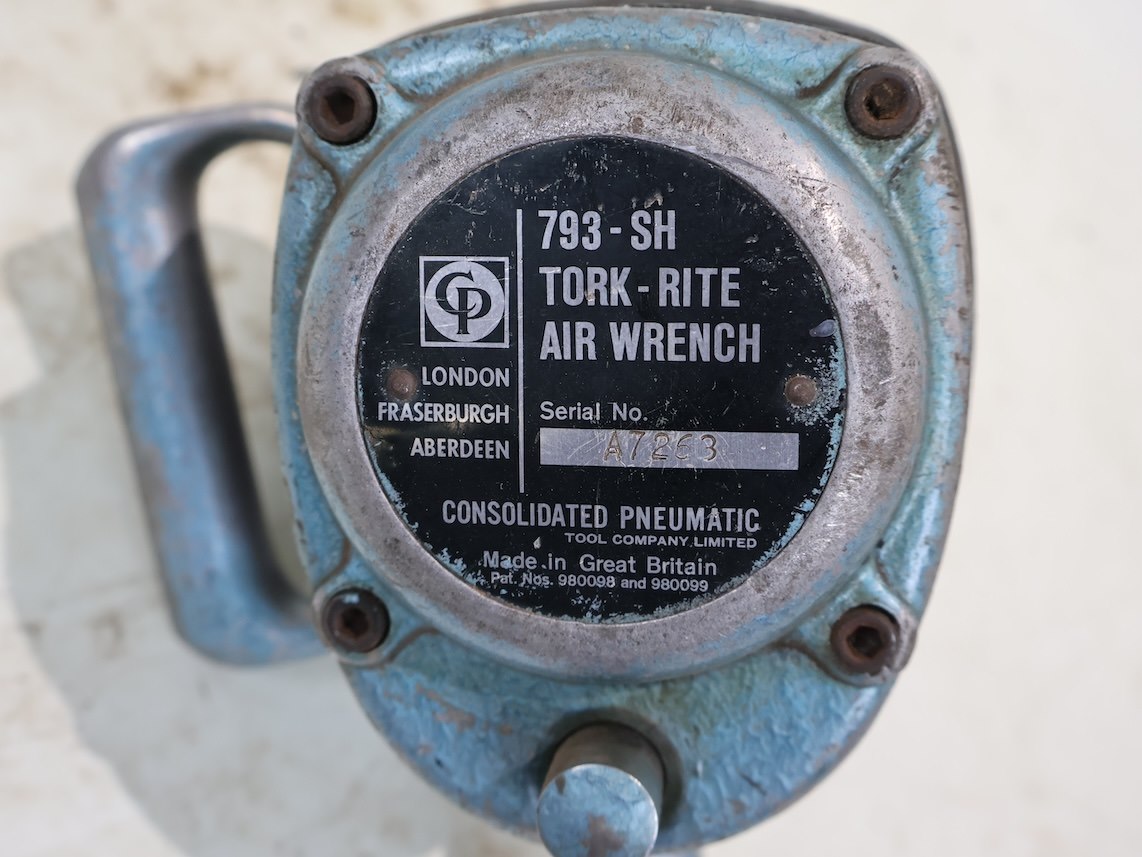 793-SH
TORK-RITE
AIR WRENCH
CP
LONDON
FRASERBURGH
ABERDEEN
Serial No.
A7263
CONSOLIDATED PNEUMATIC
TOOL COMPANY LIMITED
Made in Great Britain
Pat. Nos. 980098 and 980099